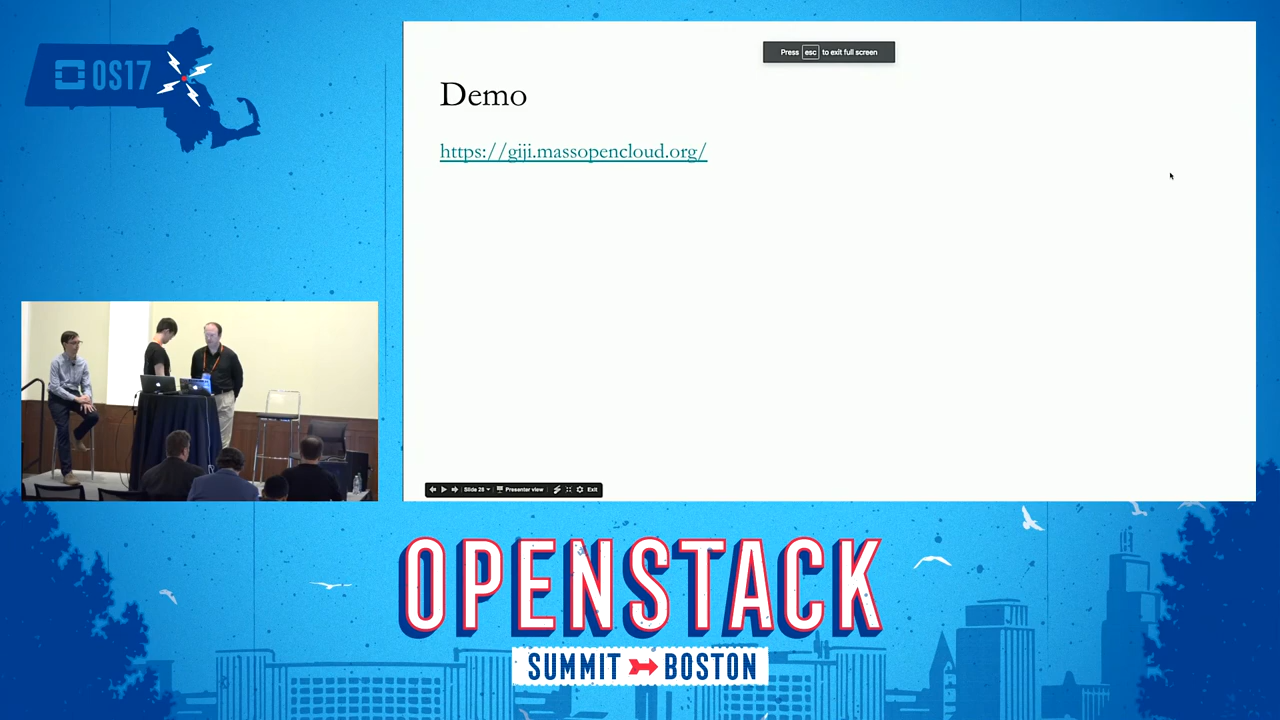 OS17
Press esc to exit full screen
Demo
https://giji.massopencloud.org/
Slide 28
Presenter view
Exit
OPENSTACK
SUMMIT BOSTON